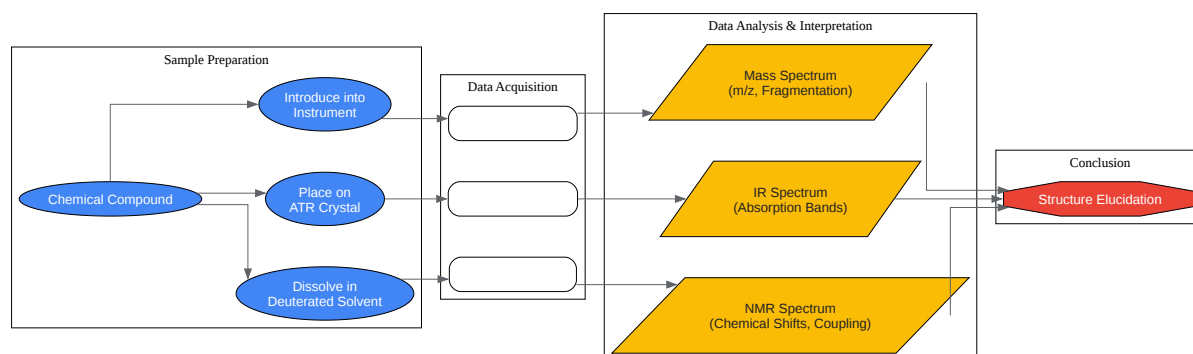 Sample Preparation
Introduce into
Instrument
Chemical Compound
Place on
ATR Crystal
Dissolve in
Deuterated Solvent
Data Acquisition
Data Analysis & Interpretation
Mass Spectrum
(m/z, Fragmentation)
IR Spectrum
(Absorption Bands)
NMR Spectrum
(Chemical Shifts, Coupling)
Conclusion
Structure Elucidation